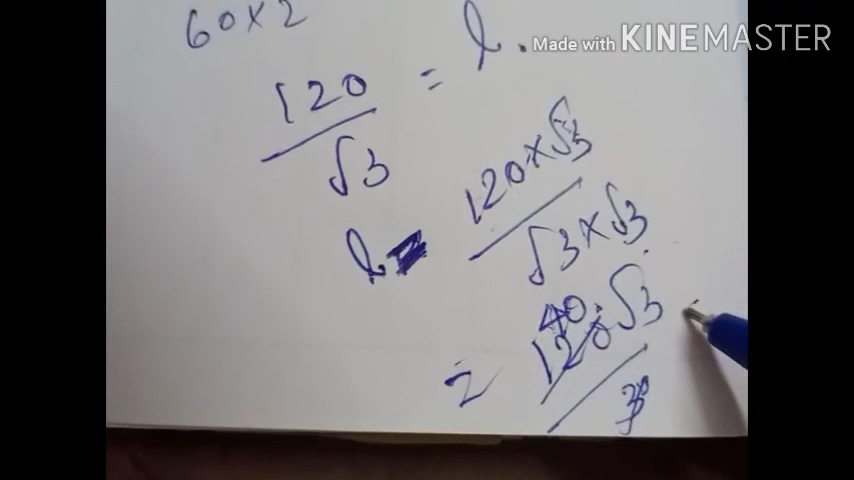 60×2
Made with KINEMASTER
120/√3 = l.
l = 120×√3/√3×√3
40
= 120√3/3